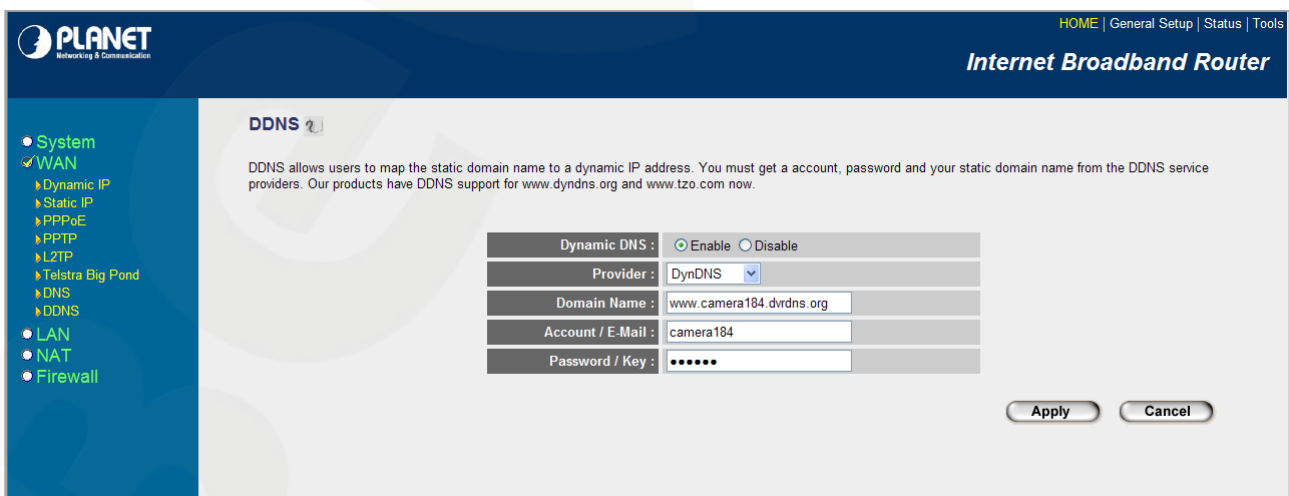 PLANET
Networking & Communication
HOME | General Setup | Status | Tools
Internet Broadband Router
System
WAN
Dynamic IP
Static IP
PPPoE
PPTP
L2TP
Telstra Big Pond
DNS
DDNS
LAN
NAT
Firewall
DDNS
DDNS allows users to map the static domain name to a dynamic IP address. You must get a account, password and your static domain name from the DDNS service
providers. Our products have DDNS support for www.dyndns.org and www.tzo.com now.
Dynamic DNS : Enable Disable
Provider : DynDNS
Domain Name : www.camera184.dvrdns.org
Account / E-Mail : camera184
Password / Key : ••••••
Apply Cancel